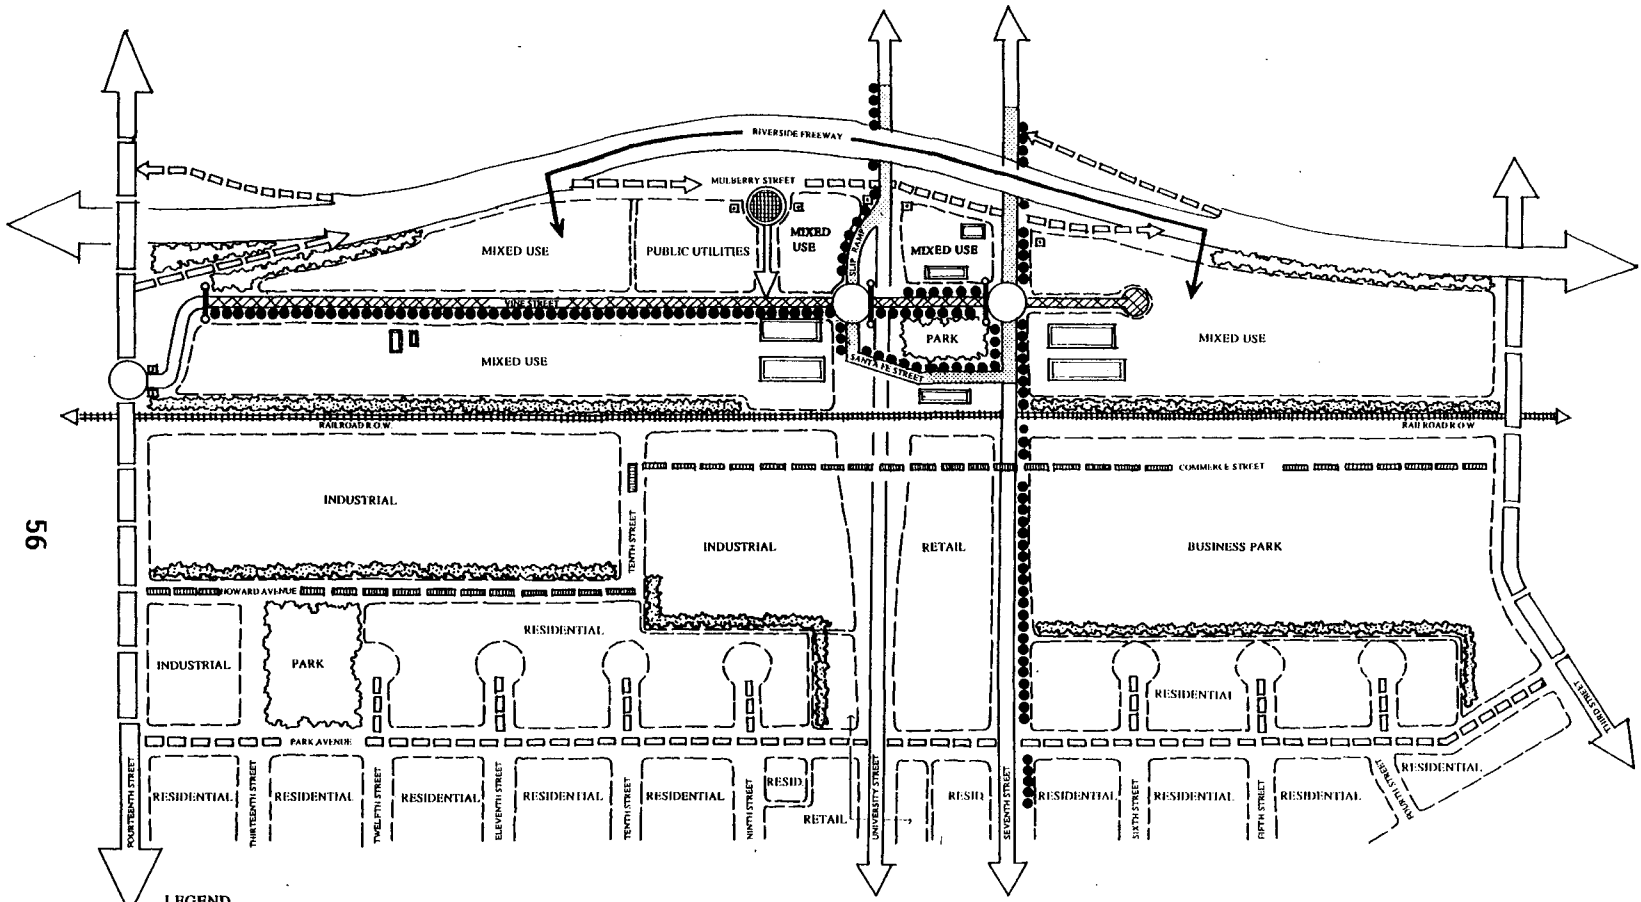 RIVERSIDE FREEWAY
MULBERRY STREET
MIXED USE
PUBLIC UTILITIES
MIXED
USE
SLIP RAMP
MIXED USE
VINE STREET
MIXED USE
PARK
MIXED USE
SANTA FE STREET
RAILROAD R.O.W.
RAILROAD R O W
COMMERCE STREET
INDUSTRIAL
TENTH STREET
INDUSTRIAL
RETAIL
BUSINESS PARK
56
HOWARD AVENUE
RESIDENTIAL
INDUSTRIAL
PARK
RESIDENTIAL
THIRD STREET
PARK AVENUE
FOURTEENTH STREET
RESIDENTIAL
THIRTEENTH STREET
RESIDENTIAL
TWELFTH STREET
RESIDENTIAL
ELEVENTH STREET
RESIDENTIAL
TENTH STREET
RESIDENTIAL
NINTH STREET
RESID.
RETAIL
UNIVERSITY STREET
RESID
SEVENTH STREET
RESIDENTIAL
SIXTH STREET
RESIDENTIAL
FIFTH STREET
RESIDENTIAL
FOURTH STREET
RESIDENTIAL
LEGEND